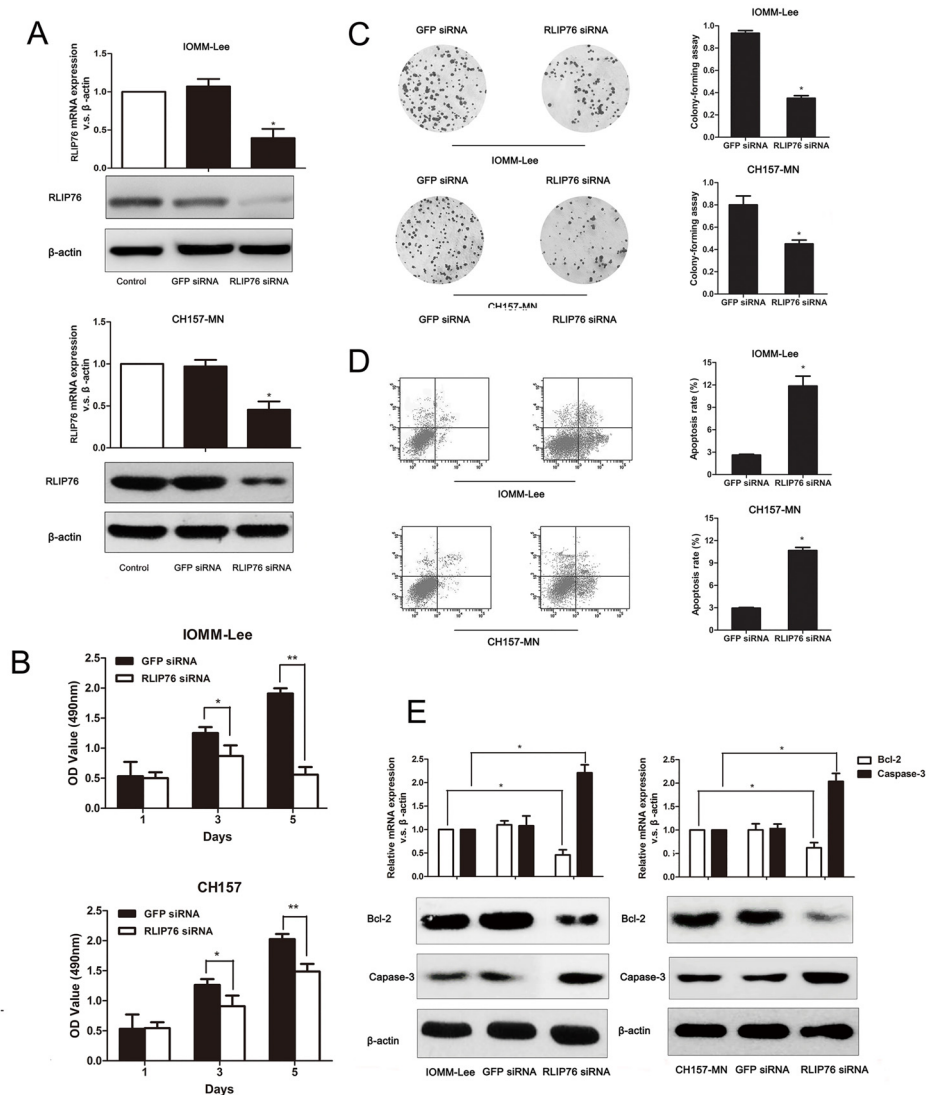 A
IOMM-Lee
RLIP76 mRNA expression
v.s. β -actin
1.5
1.0
0.5
0.0
*
RLIP76
β-actin
Control GFP siRNA RLIP76 siRNA
CH157-MN
RLIP76 mRNA expression
v.s. β -actin
1.5
1.0
0.5
0.0
*
RLIP76
β-actin
Control GFP siRNA RLIP76 siRNA
B
IOMM-Lee
GFP siRNA
RLIP76 siRNA
OD Value (490nm)
2.5
2.0
1.5
1.0
0.5
0.0
*
**
1 3 5
Days
CH157
GFP siRNA
RLIP76 siRNA
OD Value (490nm)
2.5
2.0
1.5
1.0
0.5
0.0
*
**
1 3 5
Days
C
GFP siRNA RLIP76 siRNA
IOMM-Lee
GFP siRNA RLIP76 siRNA
CH157-MN
IOMM-Lee
Colony-forming assay
1.0
0.8
0.6
0.4
0.2
0.0
*
GFP siRNA RLIP76 siRNA
CH157-MN
Colony-forming assay
1.0
0.8
0.6
0.4
0.2
0.0
*
GFP siRNA RLIP76 siRNA
GFP siRNA RLIP76 siRNA
D
IOMM-Lee
CH157-MN
IOMM-Lee
Apoptosis rate (%)
15
12
9
6
3
0
*
GFP siRNA RLIP76 siRNA
CH157-MN
Apoptosis rate (%)
15
12
9
6
3
0
*
GFP siRNA RLIP76 siRNA
E
Relative mRNA expression
v.s. β -actin
2.5
2.0
1.5
1.0
0.5
0.0
*
*
Bcl-2
Capase-3
β-actin
IOMM-Lee GFP siRNA RLIP76 siRNA
Relative mRNA expression
v.s. β -actin
2.5
2.0
1.5
1.0
0.0
*
*
Bcl-2
Caspase-3
Bcl-2
Capase-3
β-actin
CH157-MN GFP siRNA RLIP76 siRNA